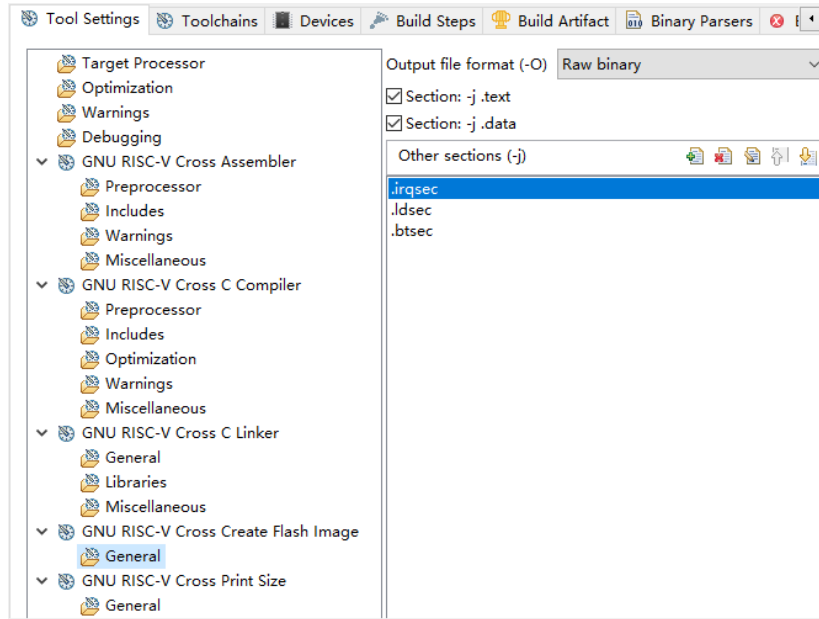 Tool Settings Toolchains Devices Build Steps Build Artifact Binary Parsers
Target Processor
Optimization
Warnings
Debugging
GNU RISC-V Cross Assembler
Preprocessor
Includes
Warnings
Miscellaneous
GNU RISC-V Cross C Compiler
Preprocessor
Includes
Optimization
Warnings
Miscellaneous
GNU RISC-V Cross C Linker
General
Libraries
Miscellaneous
GNU RISC-V Cross Create Flash Image
General
GNU RISC-V Cross Print Size
General
Output file format (-O) Raw binary
Section: -j .text
Section: -j .data
Other sections (-j)
.irqsec
.ldsec
.btsec